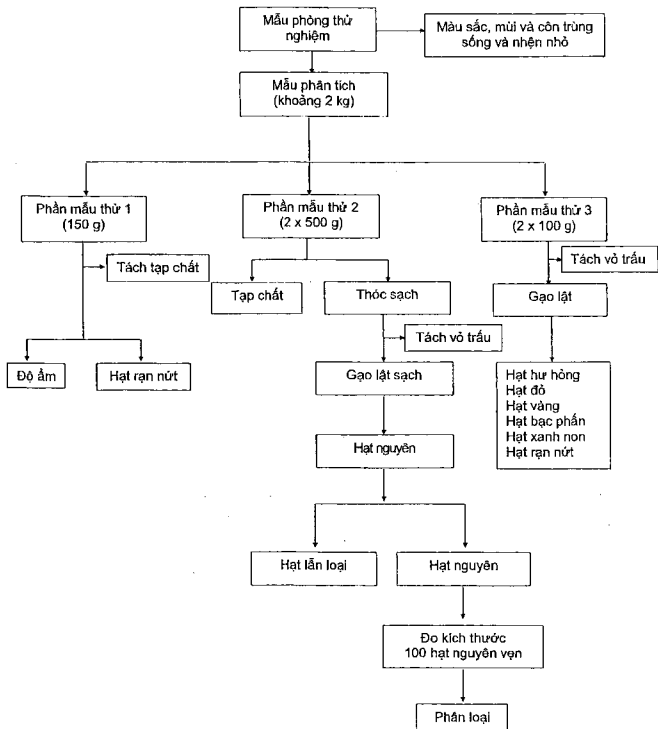 Mẫu phòng thử
nghiệm
Màu sắc, mùi và côn trùng
sống và nhện nhỏ
Mẫu phân tích
(khoảng 2 kg)
Phần mẫu thử 1
(150 g)
Phần mẫu thử 2
(2 x 500 g)
Phần mẫu thử 3
(2 x 100 g)
Tách tạp chất
Tách vỏ trấu
Tạp chất
Thóc sạch
Gạo lật
Tách vỏ trấu
Độ ẩm
Hạt rạn nứt
Gạo lật sạch
Hạt hư hỏng
Hạt đỏ
Hạt vàng
Hạt bạc phấn
Hạt xanh non
Hạt rạn nứt
Hạt nguyên
Hạt lẫn loại
Hạt nguyên
Đo kích thước
100 hạt nguyên vẹn
Phân loại